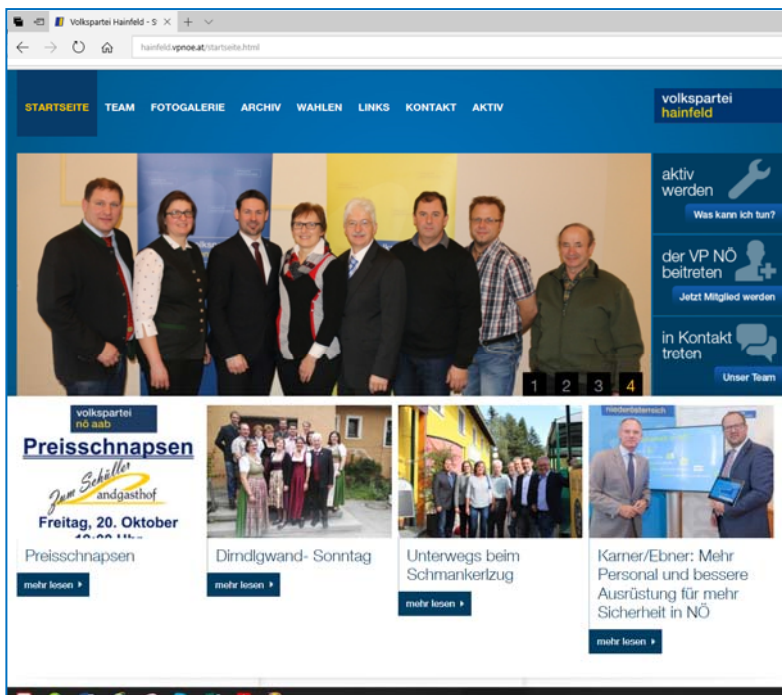 Volkspartei Hainfeld - S
hainfeld.vpnoe.at/startseite.html
STARTSEITE TEAM FOTOGALERIE ARCHIV WAHLEN LINKS KONTAKT AKTIV
volkspartei
hainfeld
aktiv
werden
Was kann ich tun?
der VP NÖ
beitreten
Jetzt Mitglied werden
in Kontakt
treten
Unser Team
1 2 3 4
volkspartei
nö aab
Preisschnapsen
Zum Schüller
andgasthof
Freitag, 20. Oktober
Preisschnapsen
mehr lesen
Dirndlgwand- Sonntag
mehr lesen
Unterwegs beim
Schmankerlzug
mehr lesen
niederösterreich
Karner/Ebner: Mehr
Personal und bessere
Ausrüstung für mehr
Sicherheit in NÖ
mehr lesen